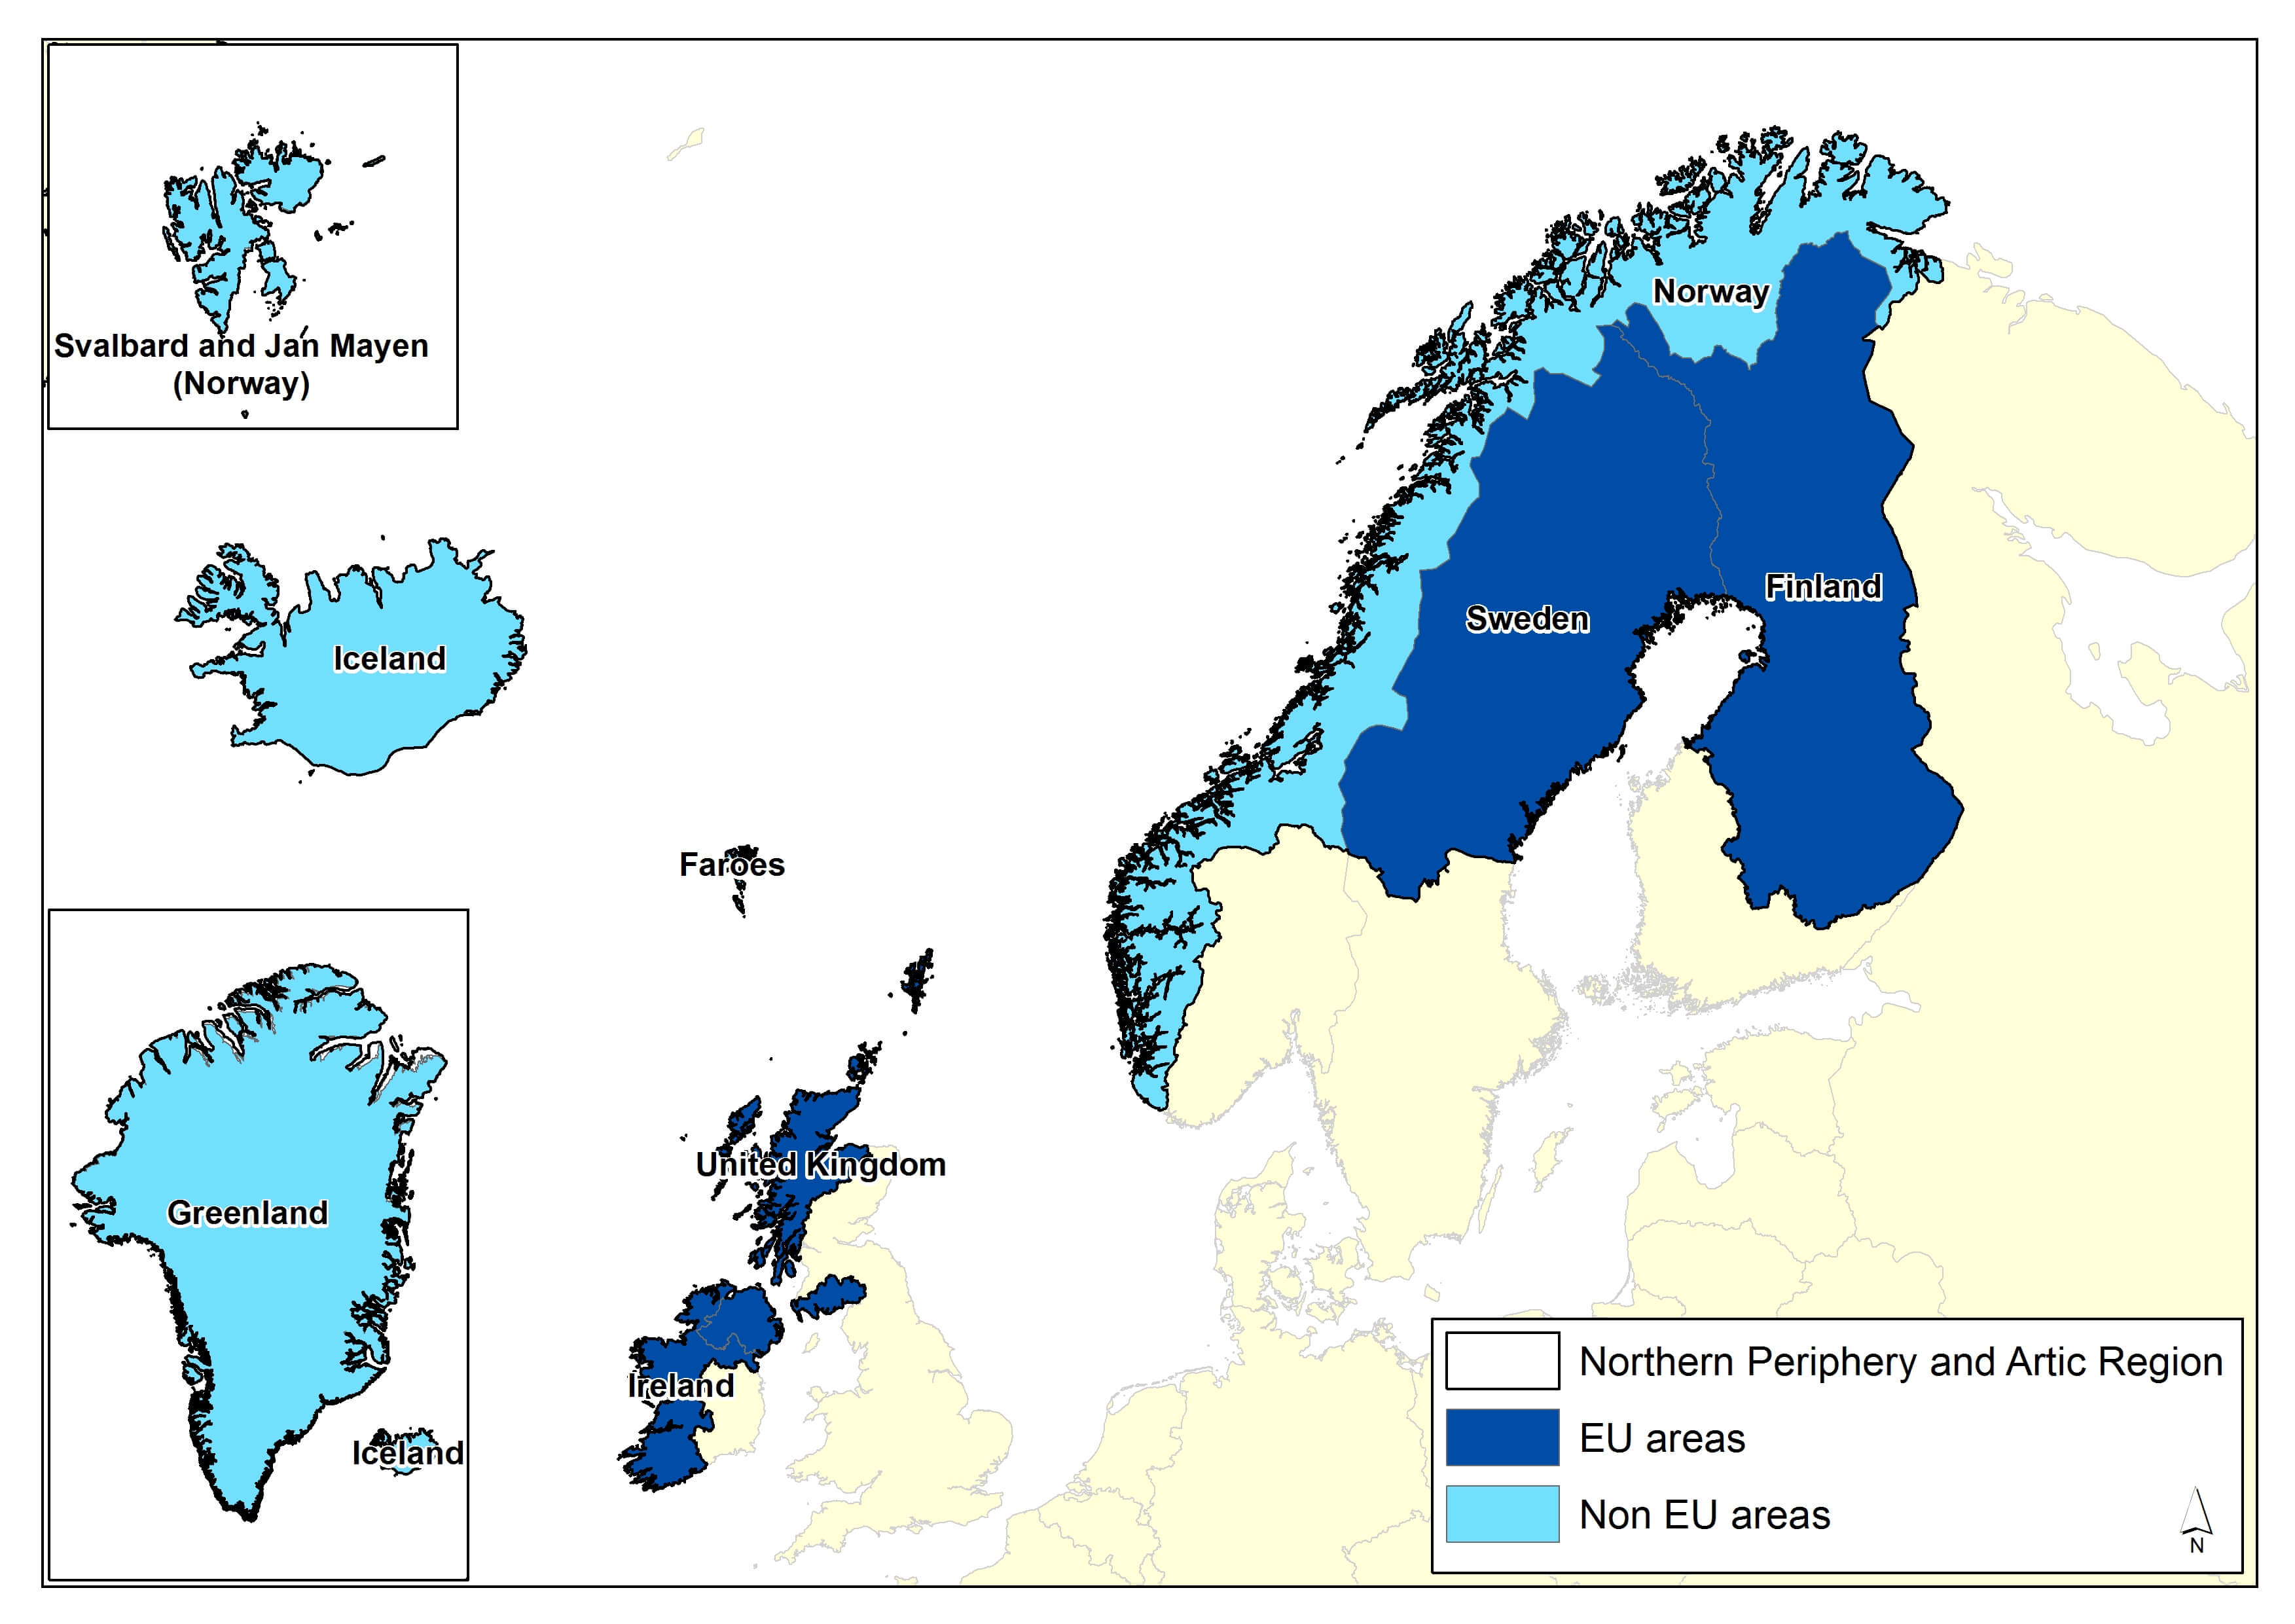 Svalbard and Jan Mayen
(Norway)
Norway
Finland
Sweden
Iceland
Faroes
United Kingdom
Greenland
Ireland
Iceland
Northern Periphery and Artic Region
EU areas
Non EU areas
N